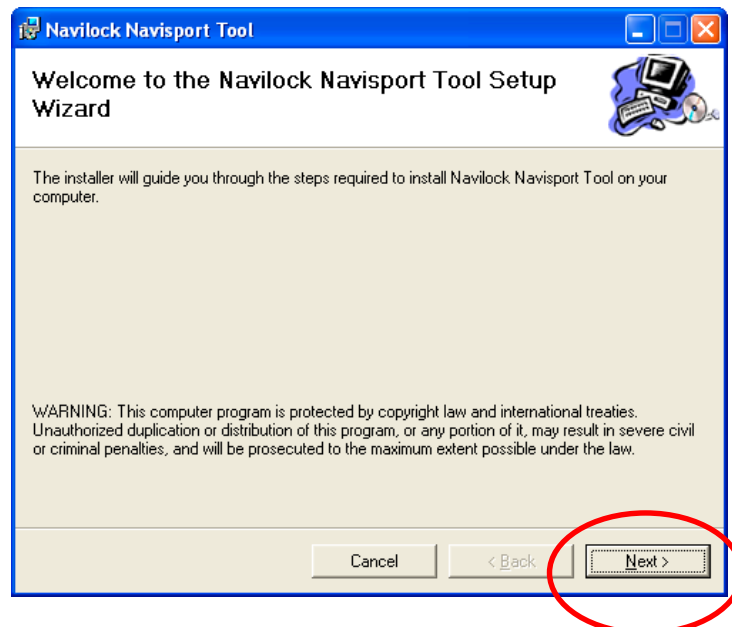 Navilock Navisport Tool
Welcome to the Navilock Navisport Tool Setup
Wizard
The installer will guide you through the steps required to install Navilock Navisport Tool on your
computer.
WARNING: This computer program is protected by copyright law and international treaties.
Unauthorized duplication or distribution of this program, or any portion of it, may result in severe civil
or criminal penalties, and will be prosecuted to the maximum extent possible under the law.
Cancel
< Back
Next >